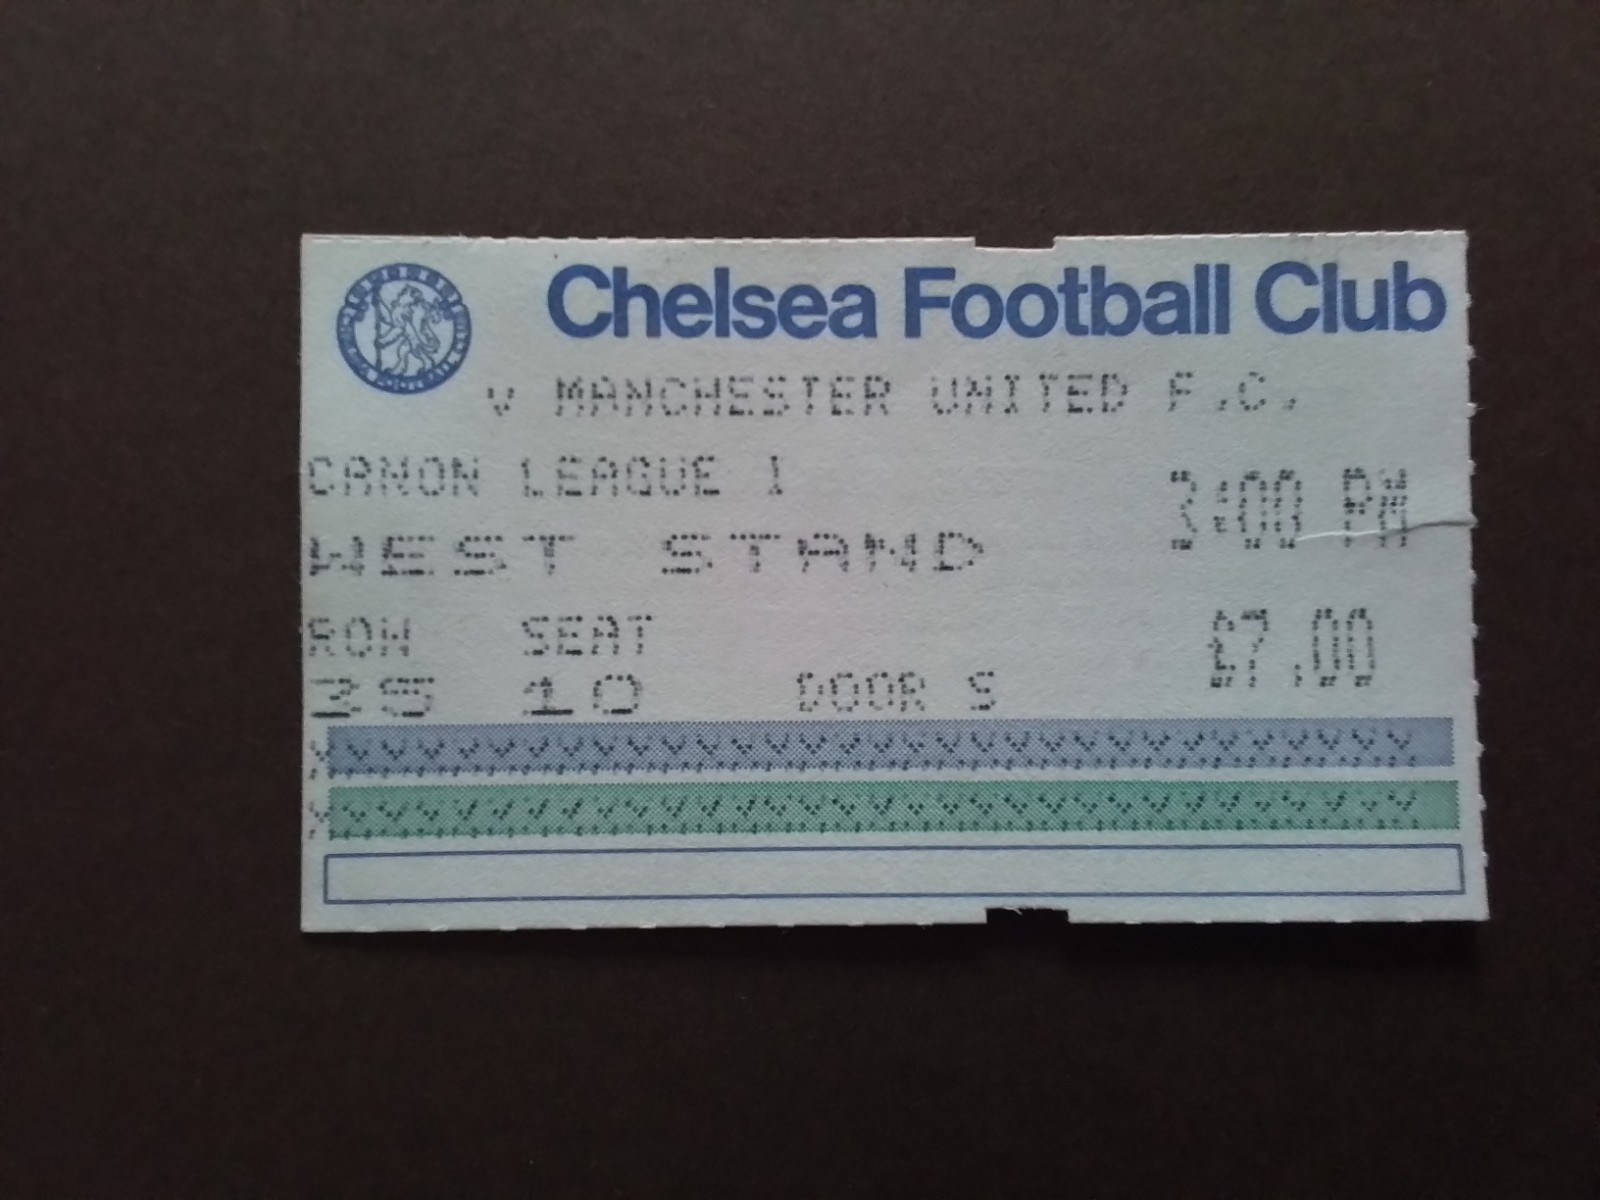 Chelsea Football Club
v MANCHESTER UNITED F.C.
CANON LEAGUE I
3:00 PM
WEST STAND
ROW SEAT
£7.00
25 10 DOOR S